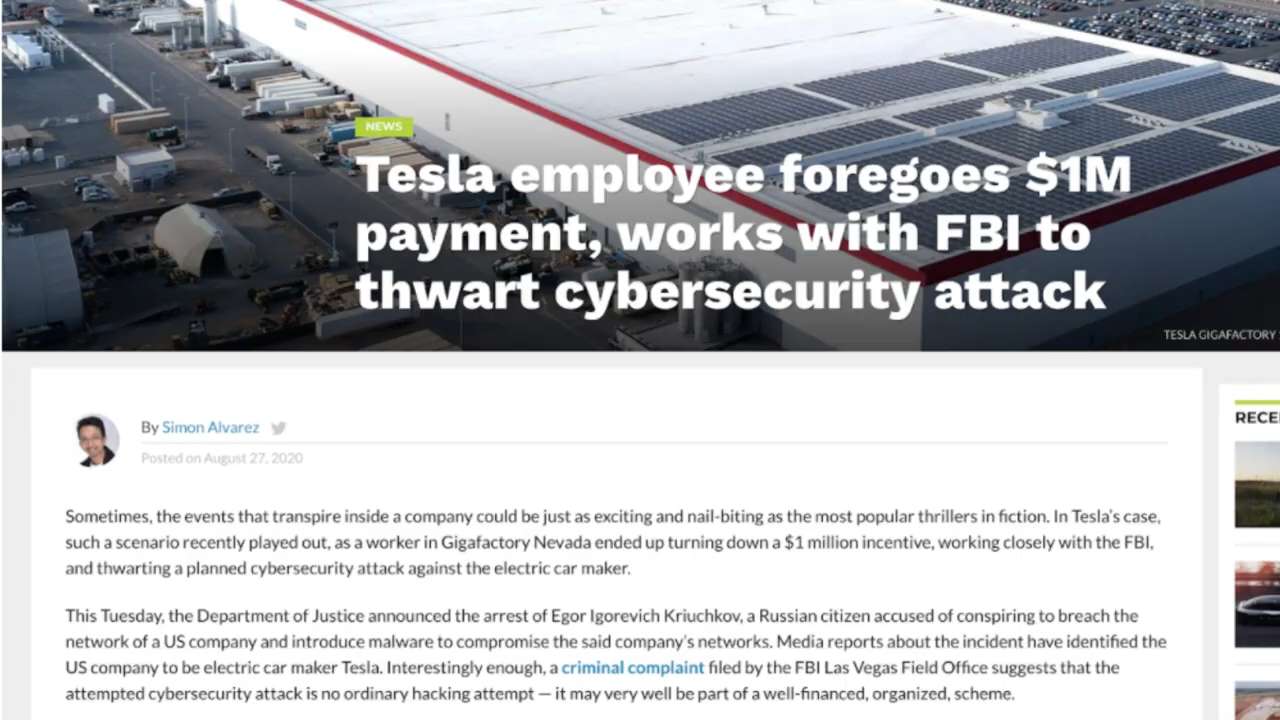 NEWS
Tesla employee foregoes $1M
payment, works with FBI to
thwart cybersecurity attack
TESLA GIGAFACTORY
By Simon Alvarez
Posted on August 27, 2020
Sometimes, the events that transpire inside a company could be just as exciting and nail-biting as the most popular thrillers in fiction. In Tesla's case,
such a scenario recently played out, as a worker in Gigafactory Nevada ended up turning down a $1 million incentive, working closely with the FBI,
and thwarting a planned cybersecurity attack against the electric car maker.
This Tuesday, the Department of Justice announced the arrest of Egor Igorevich Kriuchkov, a Russian citizen accused of conspiring to breach the
network of a US company and introduce malware to compromise the said company's networks. Media reports about the incident have identified the
US company to be electric car maker Tesla. Interestingly enough, a criminal complaint filed by the FBI Las Vegas Field Office suggests that the
attempted cybersecurity attack is no ordinary hacking attempt — it may very well be part of a well-financed, organized, scheme.